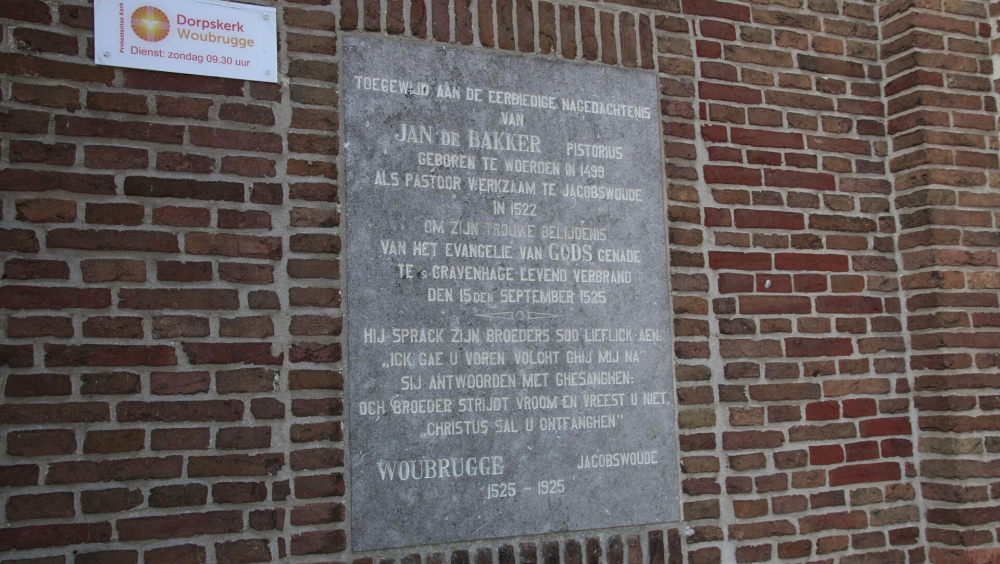 Protestantse Kerk
Dorpskerk
Woubrugge
Dienst: zondag 09.30 uur
TOEGEWIJD AAN DE EERBIEDIGE NAGEDACHTENIS
VAN
JAN DE BAKKER PISTORIUS
GEBOREN TE WOERDEN IN 1499
ALS PASTOOR WERKZAAM TE JACOBSWOUDE
IN 1522
OM ZIJN TROUWE BELIJDENIS
VAN HET EVANGELIE VAN GODS GENADE
TE 's-GRAVENHAGE LEVEND VERBRAND
DEN 15DEN SEPTEMBER 1525
HIJ SPRACK ZIJN BROEDERS SOO LIEFLICK AEN:
„ICK GAE U VOREN VOLCHT GHIJ MIJ NA"
SIJ ANTWOORDEN MET GHESANGHEN:
OCH BROEDER STRIJDT VROOM EN VREEST U NIET,
„CHRISTUS SAL U ONTFANGHEN"
WOUBRUGGE JACOBSWOUDE
1525 - 1925